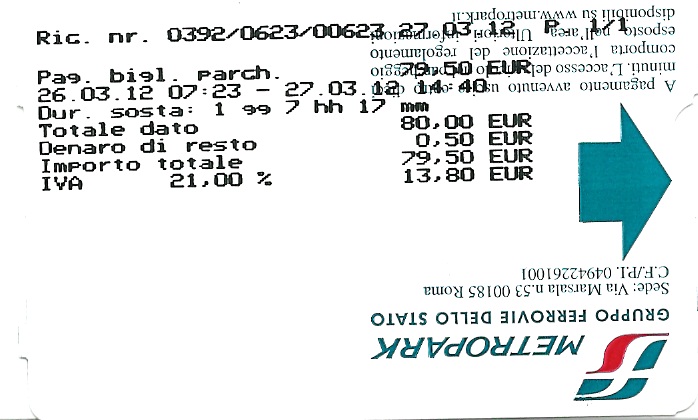 Ric. nr. 0392/0623/00623 27.03.12 P 1/1
Pag. bigl. parch. 79,50 EUR
26.03.12 07:23 - 27.03.12 14:40
Dur. sosta: 1 gg 7 hh 17 mm
Totale dato 80,00 EUR
Denaro di resto 0,50 EUR
Importo totale 79,50 EUR
IVA 21,00 % 13,80 EUR
METROPARK
GRUPPO FERROVIE DELLO STATO
Sede: Via Marsala n.53 00185 Roma
C.F./P.I. 04942261001
A pagamento avvenuto uscire entro dieci
minuti. L'accesso del parcheggio
comporta l'accettazione del regolamento
esposto nell'area. Ulteriori informazioni
disponibili su www.metropark.it